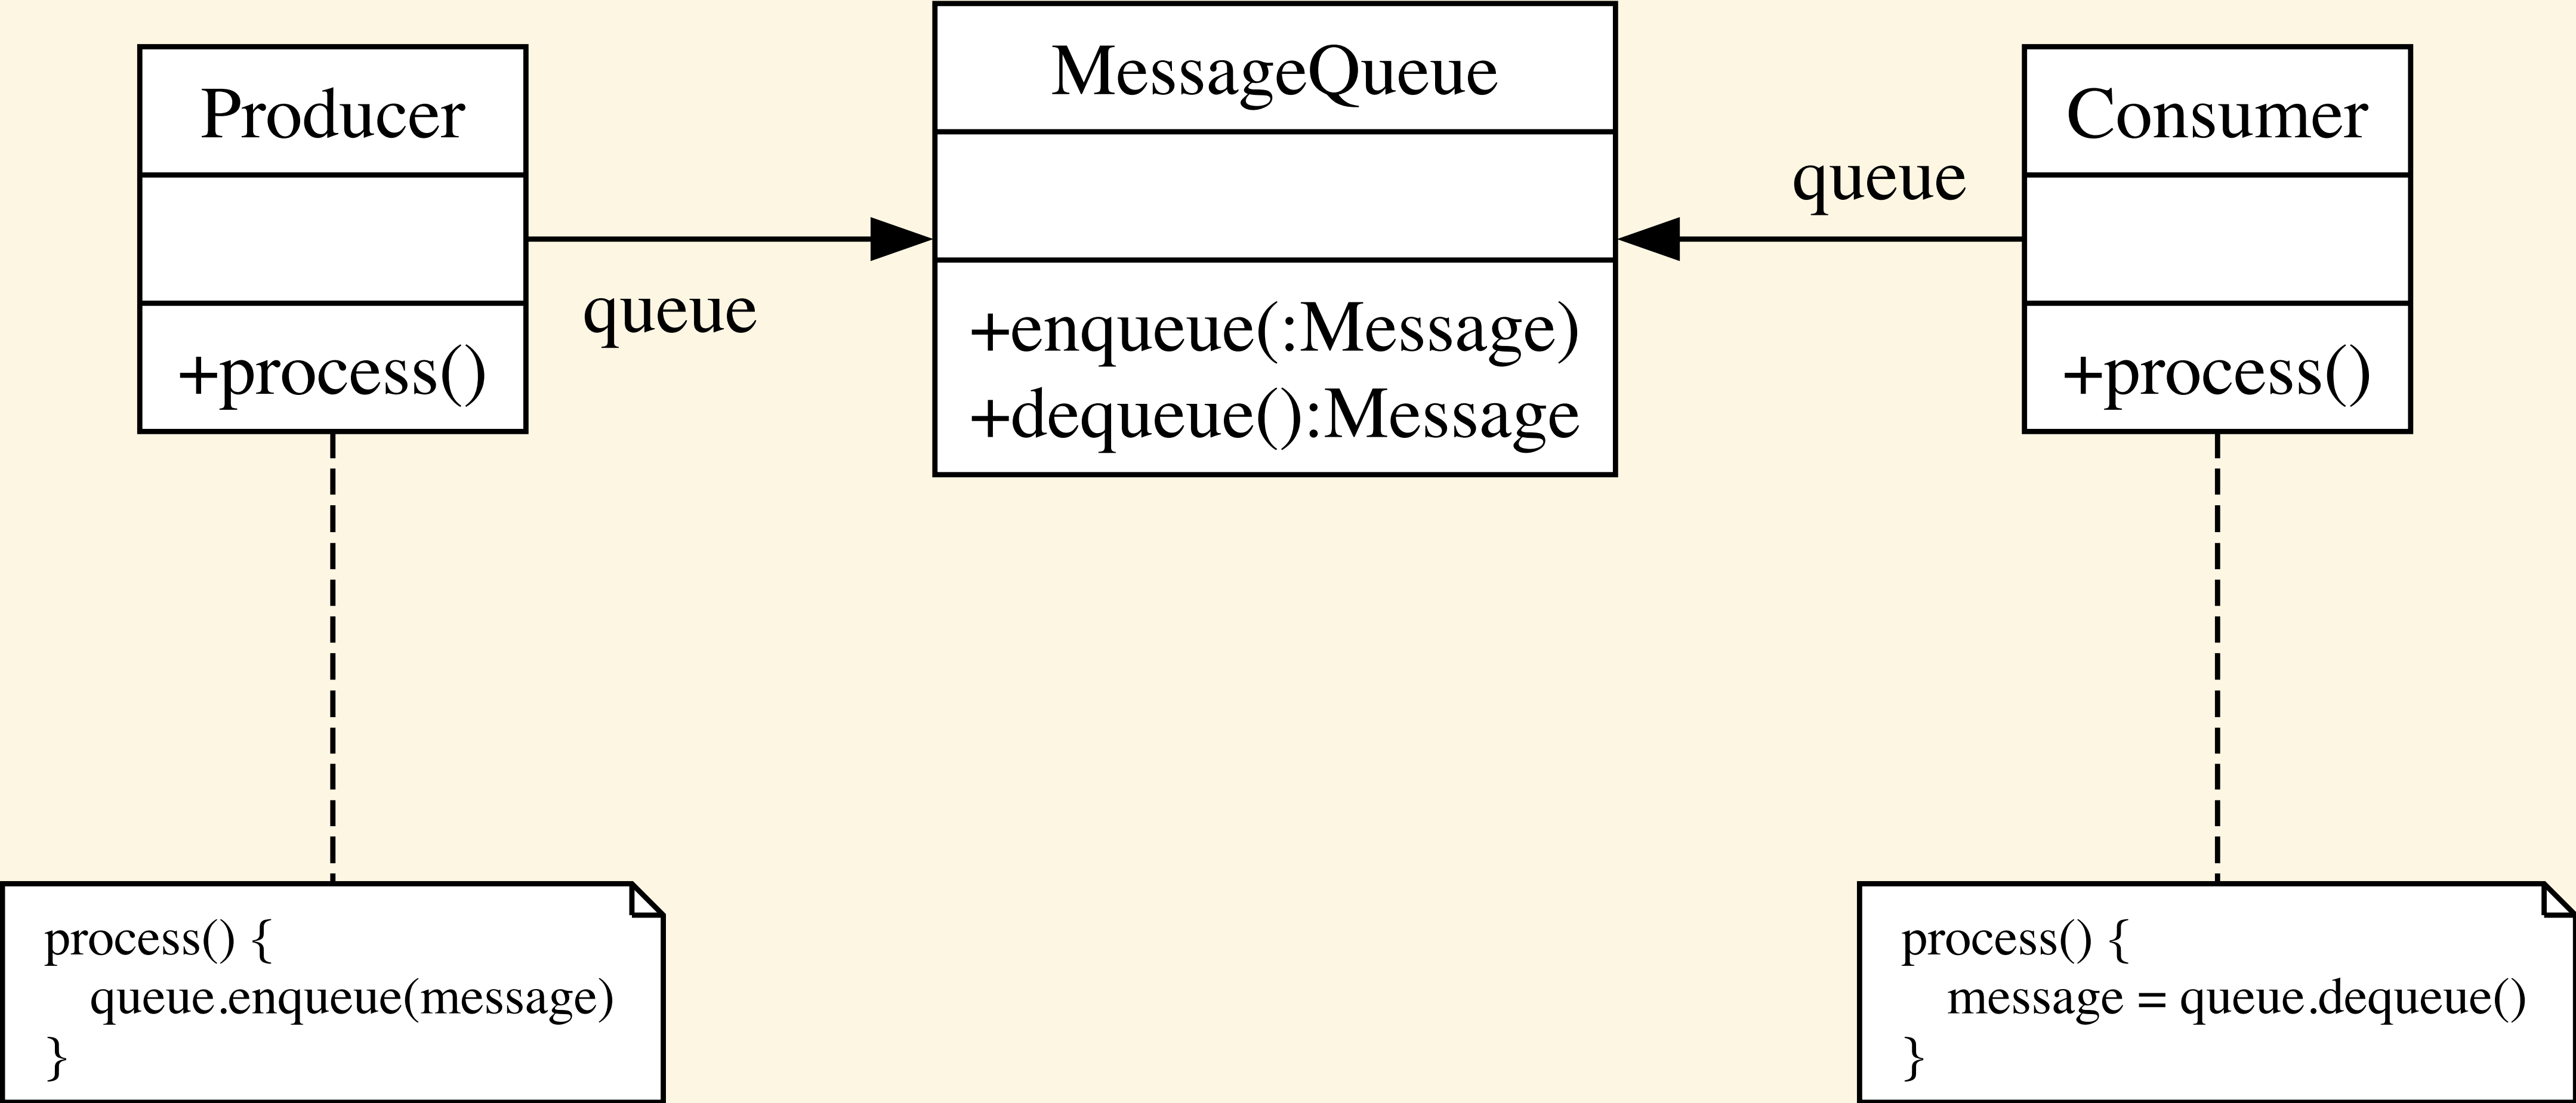 Producer
+process()
queue
MessageQueue
+enqueue(:Message)
+dequeue():Message
queue
Consumer
+process()
process() {
    queue.enqueue(message)
}
process() {
    message = queue.dequeue()
}